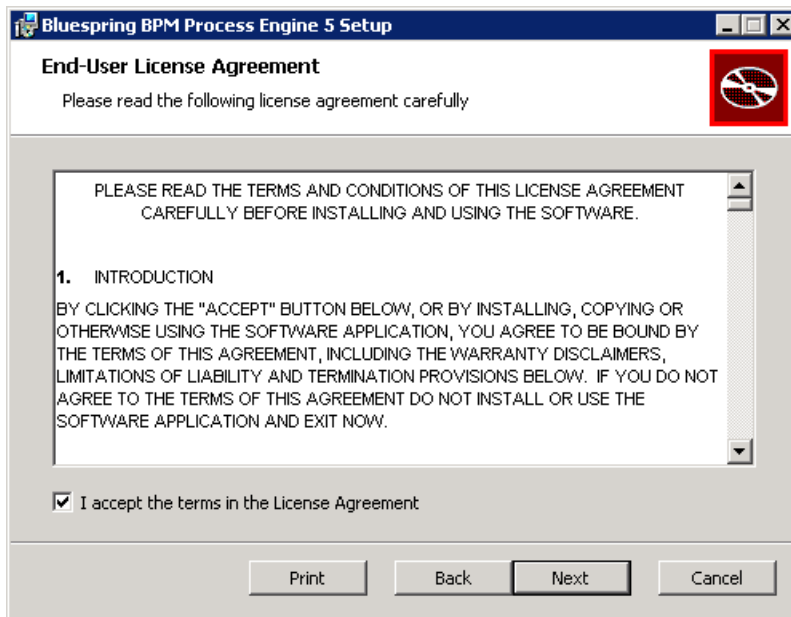 Bluespring BPM Process Engine 5 Setup
End-User License Agreement
Please read the following license agreement carefully
PLEASE READ THE TERMS AND CONDITIONS OF THIS LICENSE AGREEMENT
CAREFULLY BEFORE INSTALLING AND USING THE SOFTWARE.
1. INTRODUCTION
BY CLICKING THE "ACCEPT" BUTTON BELOW, OR BY INSTALLING, COPYING OR
OTHERWISE USING THE SOFTWARE APPLICATION, YOU AGREE TO BE BOUND BY
THE TERMS OF THIS AGREEMENT, INCLUDING THE WARRANTY DISCLAIMERS,
LIMITATIONS OF LIABILITY AND TERMINATION PROVISIONS BELOW. IF YOU DO NOT
AGREE TO THE TERMS OF THIS AGREEMENT DO NOT INSTALL OR USE THE
SOFTWARE APPLICATION AND EXIT NOW.
I accept the terms in the License Agreement
Print Back Next Cancel